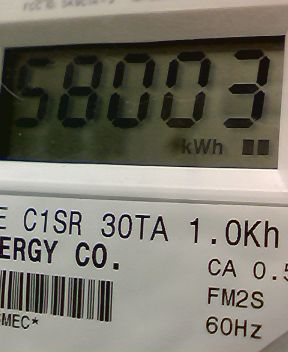 58003
kWh
C1SR 30TA 1.0Kh
ERGY CO.
CA 0.5
FM2S
60Hz
MEC*